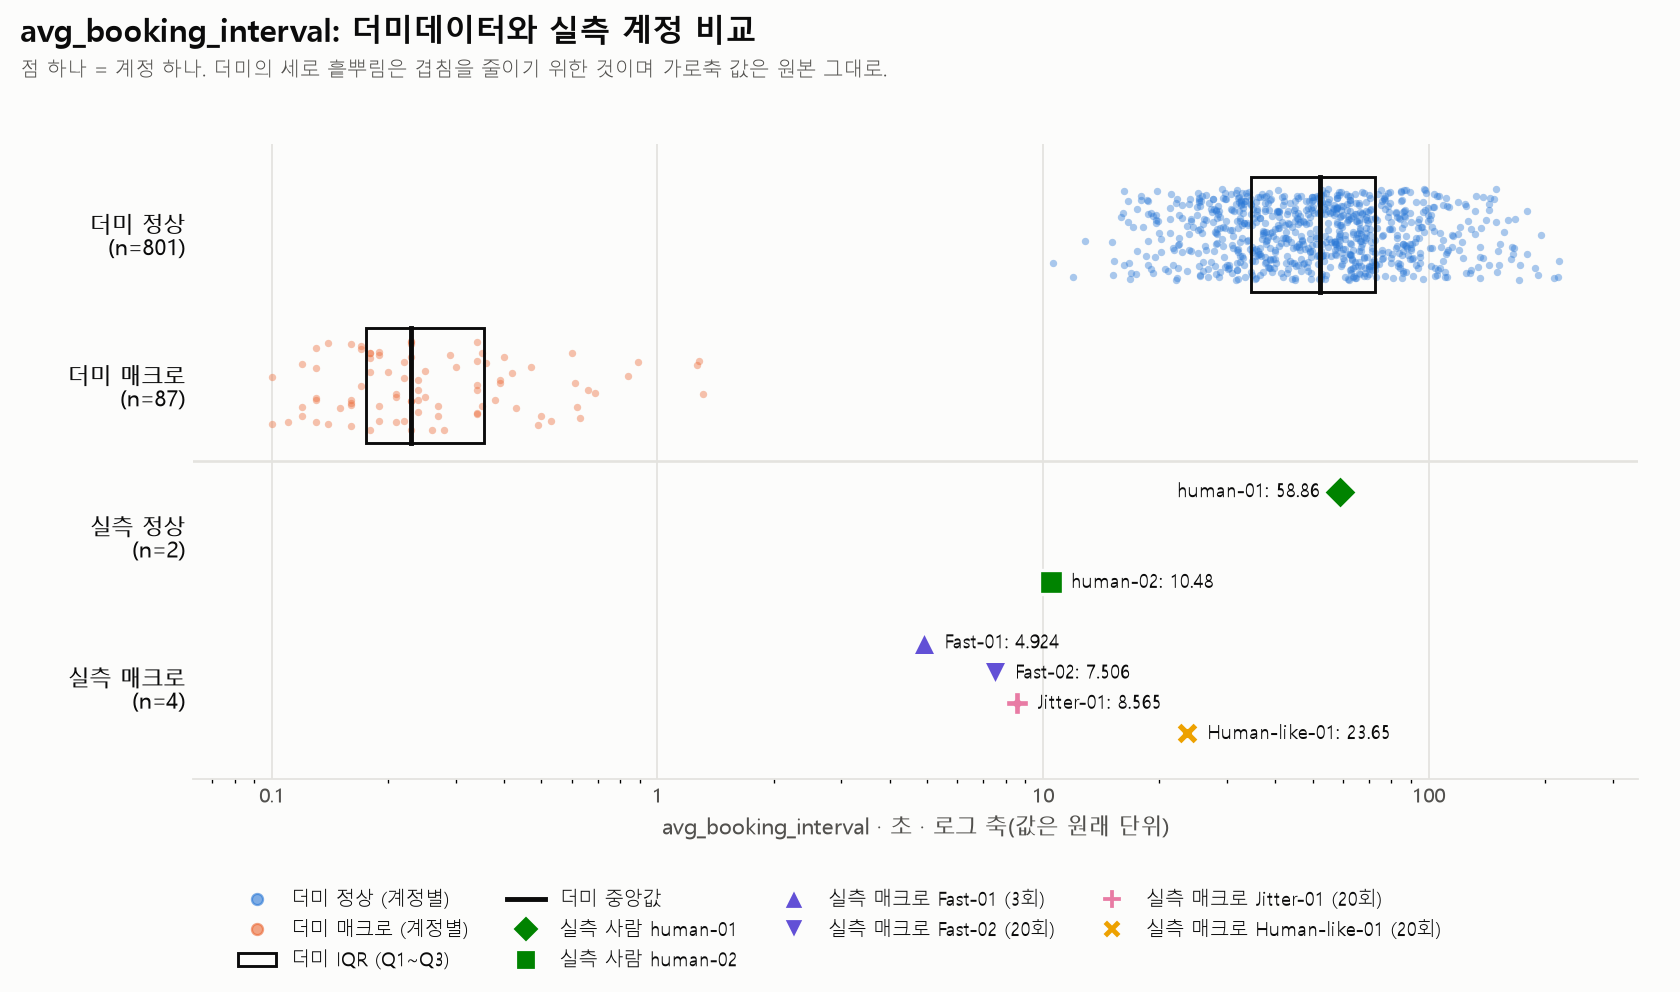 avg_booking_interval: 더미데이터와 실측 계정 비교
점 하나 = 계정 하나. 더미의 세로 흩뿌림은 겹침을 줄이기 위한 것이며 가로축 값은 원본 그대로.
더미 정상
(n=801)
더미 매크로
(n=87)
human-01: 58.86
실측 정상
(n=2)
human-02: 10.48
Fast-01: 4.924
Fast-02: 7.506
실측 매크로
(n=4)
Jitter-01: 8.565
Human-like-01: 23.65
0.1 1 10 100
avg_booking_interval · 초 · 로그 축(값은 원래 단위)
더미 정상 (계정별) 더미 중앙값 실측 매크로 Fast-01 (3회) 실측 매크로 Jitter-01 (20회)
더미 매크로 (계정별) 실측 사람 human-01 실측 매크로 Fast-02 (20회) 실측 매크로 Human-like-01 (20회)
더미 IQR (Q1~Q3) 실측 사람 human-02